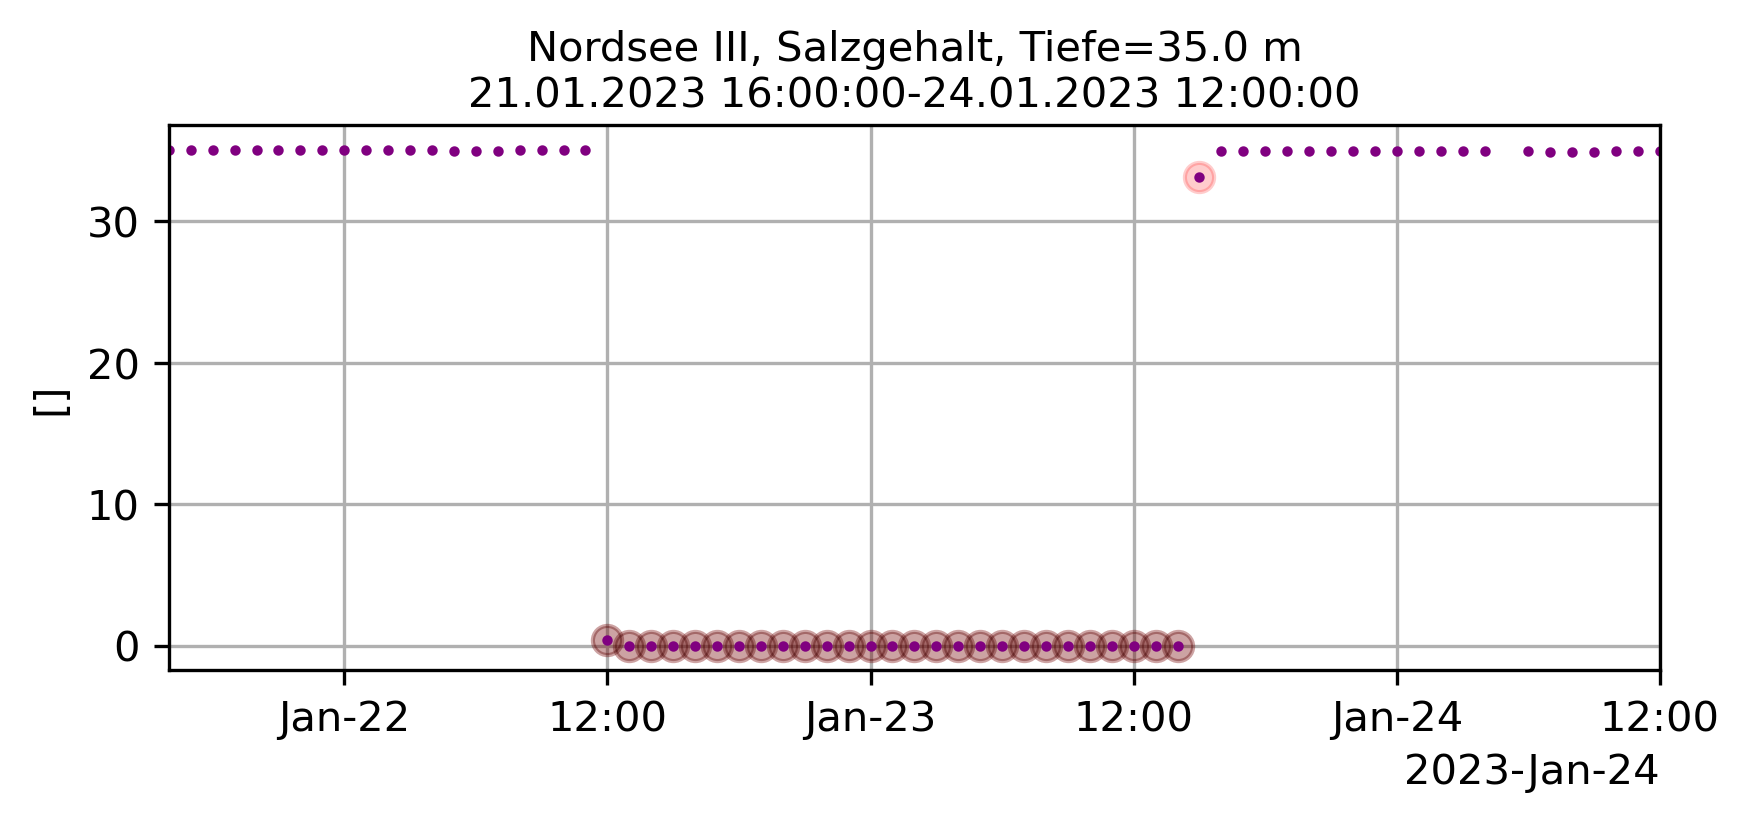 Nordsee III, Salzgehalt, Tiefe=35.0 m
21.01.2023 16:00:00-24.01.2023 12:00:00
30
20
10
0
[]
Jan-22 12:00 Jan-23 12:00 Jan-24 12:00
2023-Jan-24